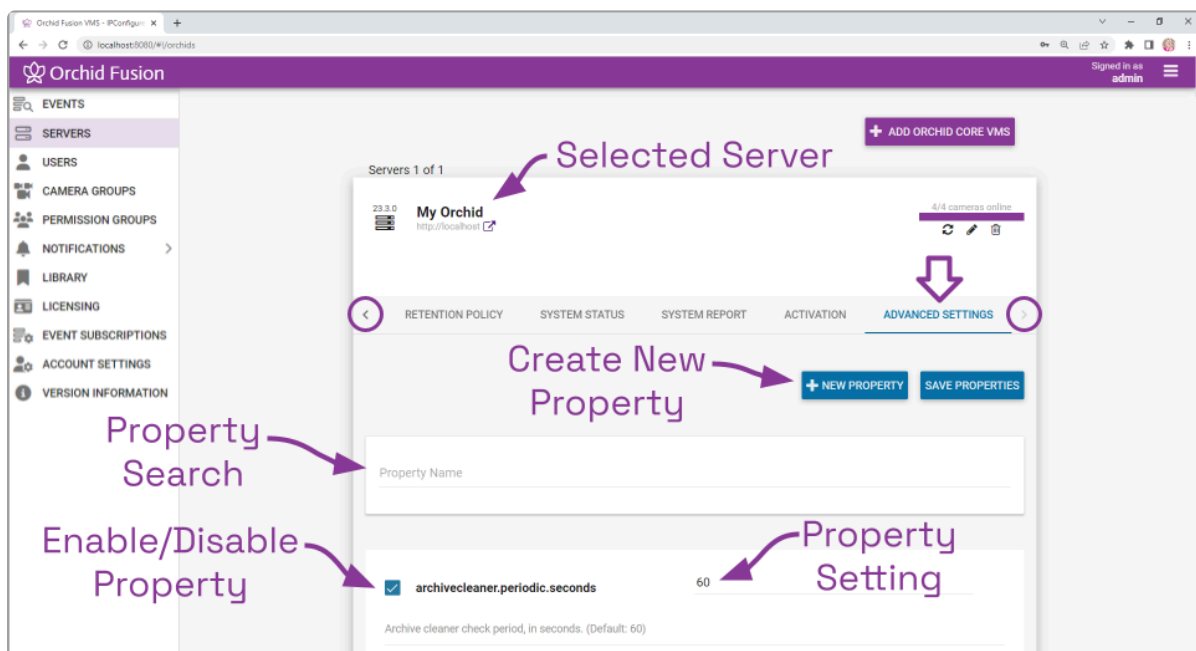 Orchid Fusion VMS - IPConfigure
localhost:8080/#!/orchids
Orchid Fusion
Signed in as
admin
EVENTS
SERVERS
USERS
CAMERA GROUPS
PERMISSION GROUPS
NOTIFICATIONS
LIBRARY
LICENSING
EVENT SUBSCRIPTIONS
ACCOUNT SETTINGS
VERSION INFORMATION
+ ADD ORCHID CORE VMS
Selected Server
Servers 1 of 1
23.3.0
My Orchid
http://localhost
4/4 cameras online
RETENTION POLICY SYSTEM STATUS SYSTEM REPORT ACTIVATION ADVANCED SETTINGS
Create New
Property
+ NEW PROPERTY SAVE PROPERTIES
Property
Search
Property Name
Enable/Disable
Property
Property
Setting
archivecleaner.periodic.seconds 60
Archive cleaner check period, in seconds. (Default: 60)